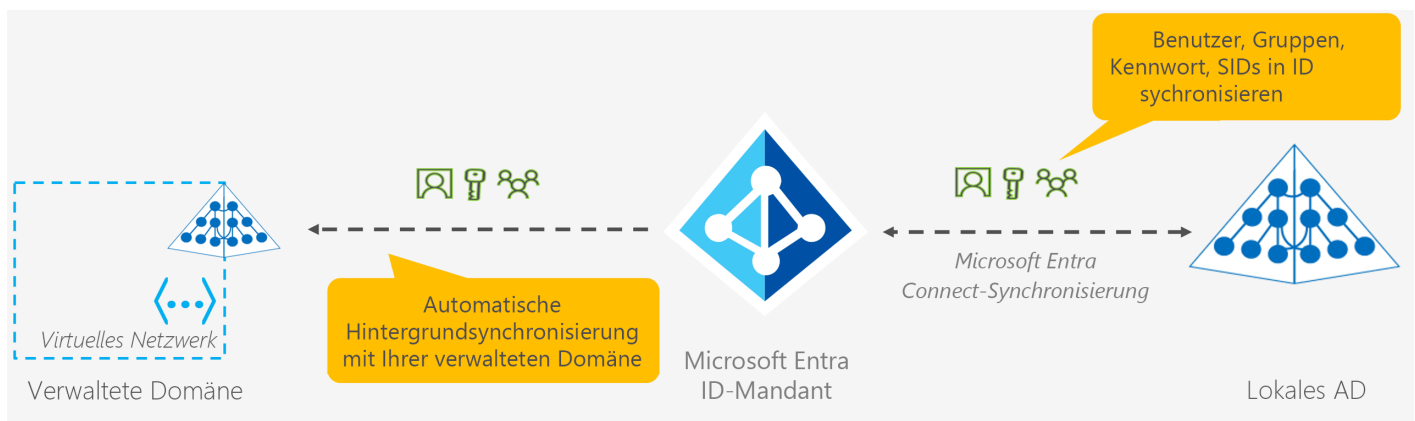 Benutzer, Gruppen,
Kennwort, SIDs in ID
sychronisieren
Microsoft Entra
Connect-Synchronisierung
Automatische
Hintergrundsynchronisierung
mit Ihrer verwalteten Domäne
Virtuelles Netzwerk
Verwaltete Domäne
Microsoft Entra
ID-Mandant
Lokales AD